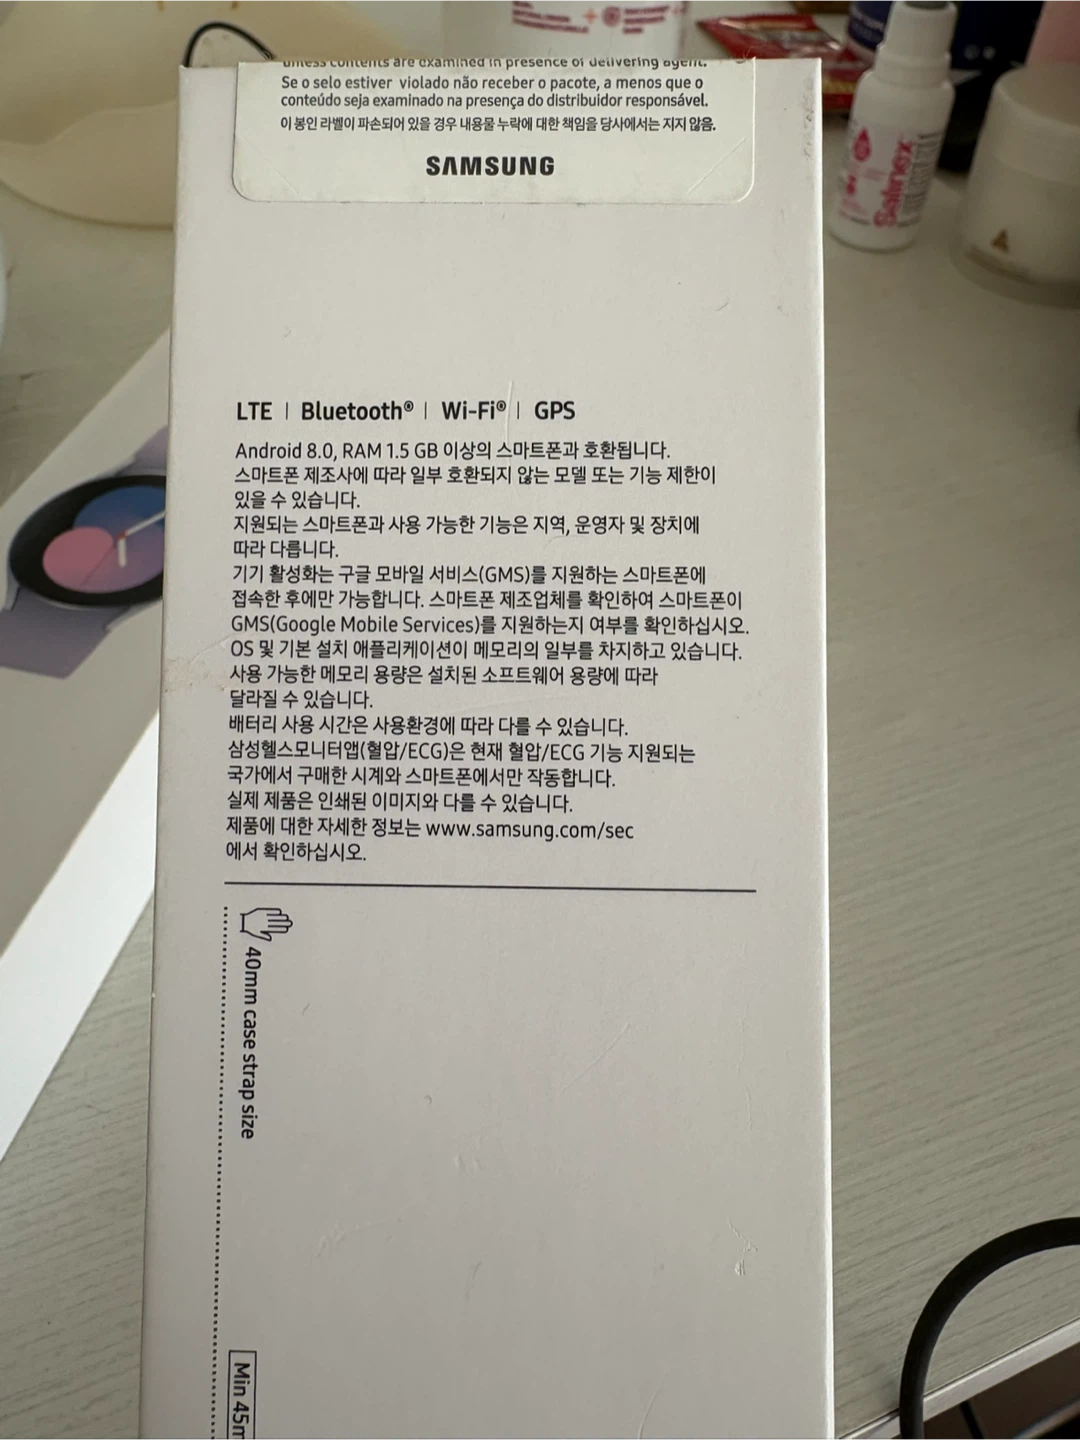 unless contents are examined in presence of delivering agent.
Se o selo estiver violado não receber o pacote, a menos que o
conteúdo seja examinado na presença do distribuidor responsável.
이 봉인 라벨이 파손되어 있을 경우 내용물 누락에 대한 책임을 당사에서는 지지 않음.
SAMSUNG
LTE | Bluetooth® | Wi-Fi® | GPS
Android 8.0, RAM 1.5 GB 이상의 스마트폰과 호환됩니다.
스마트폰 제조사에 따라 일부 호환되지 않는 모델 또는 기능 제한이
있을 수 있습니다.
지원되는 스마트폰과 사용 가능한 기능은 지역, 운영자 및 장치에
따라 다릅니다.
기기 활성화는 구글 모바일 서비스(GMS)를 지원하는 스마트폰에
접속한 후에만 가능합니다. 스마트폰 제조업체를 확인하여 스마트폰이
GMS(Google Mobile Services)를 지원하는지 여부를 확인하십시오.
OS 및 기본 설치 애플리케이션이 메모리의 일부를 차지하고 있습니다.
사용 가능한 메모리 용량은 설치된 소프트웨어 용량에 따라
달라질 수 있습니다.
배터리 사용 시간은 사용환경에 따라 다를 수 있습니다.
삼성헬스모니터앱(혈압/ECG)은 현재 혈압/ECG 기능 지원되는
국가에서 구매한 시계와 스마트폰에서만 작동합니다.
실제 제품은 인쇄된 이미지와 다를 수 있습니다.
제품에 대한 자세한 정보는 www.samsung.com/sec
에서 확인하십시오.
40mm case strap size
Min 45m
Salinex